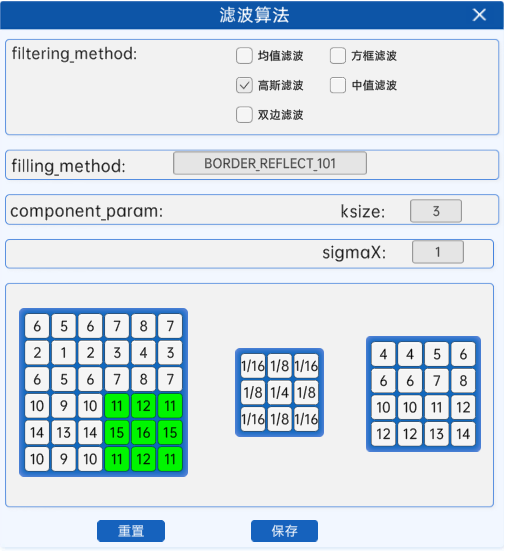 滤波算法
filtering_method:
均值滤波 方框滤波
高斯滤波 中值滤波
双边滤波
filling_method: BORDER_REFLECT_101
component_param: ksize: 3
sigmaX: 1
6 5 6 7 8 7
2 1 2 3 4 3
6 5 6 7 8 7
10 9 10 11 12 11
14 13 14 15 16 15
10 9 10 11 12 11
1/16 1/8 1/16
1/8 1/4 1/8
1/16 1/8 1/16
4 4 5 6
6 6 7 8
10 10 11 12
12 12 13 14
重置 保存